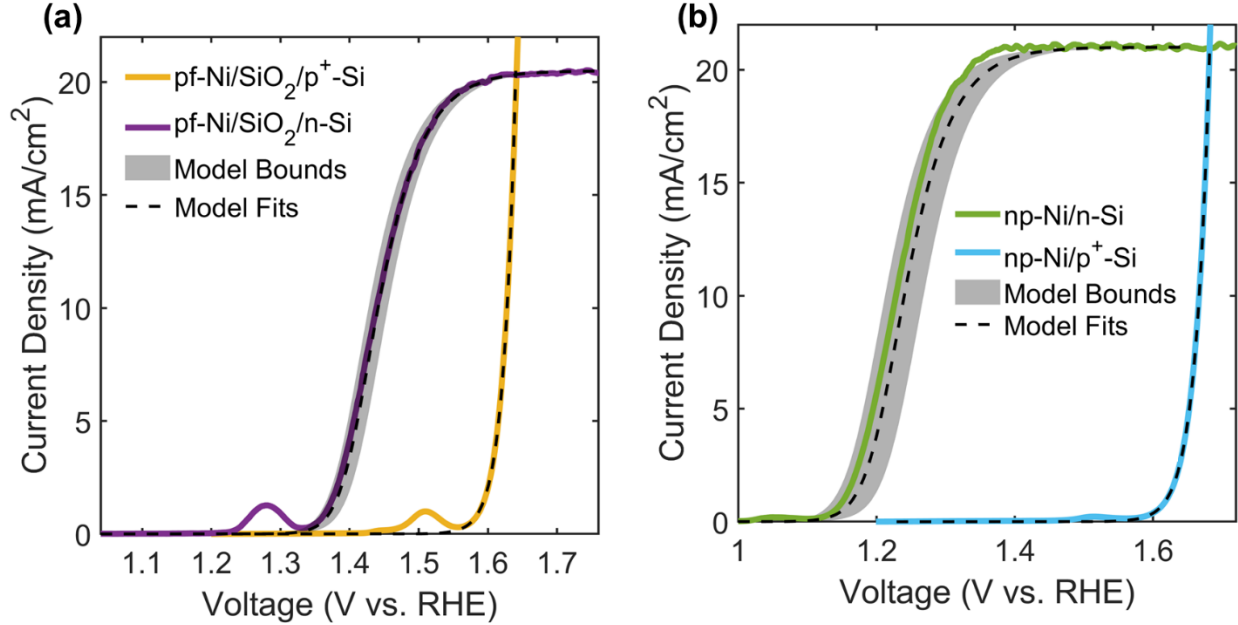 (a)
pf-Ni/SiO₂/p⁺-Si
pf-Ni/SiO₂/n-Si
Model Bounds
Model Fits
20
15
10
5
0
Current Density (mA/cm²)
1.1 1.2 1.3 1.4 1.5 1.6 1.7
Voltage (V vs. RHE)
(b)
np-Ni/n-Si
np-Ni/p⁺-Si
Model Bounds
Model Fits
20
15
10
5
0
Current Density (mA/cm²)
1 1.2 1.4 1.6
Voltage (V vs. RHE)